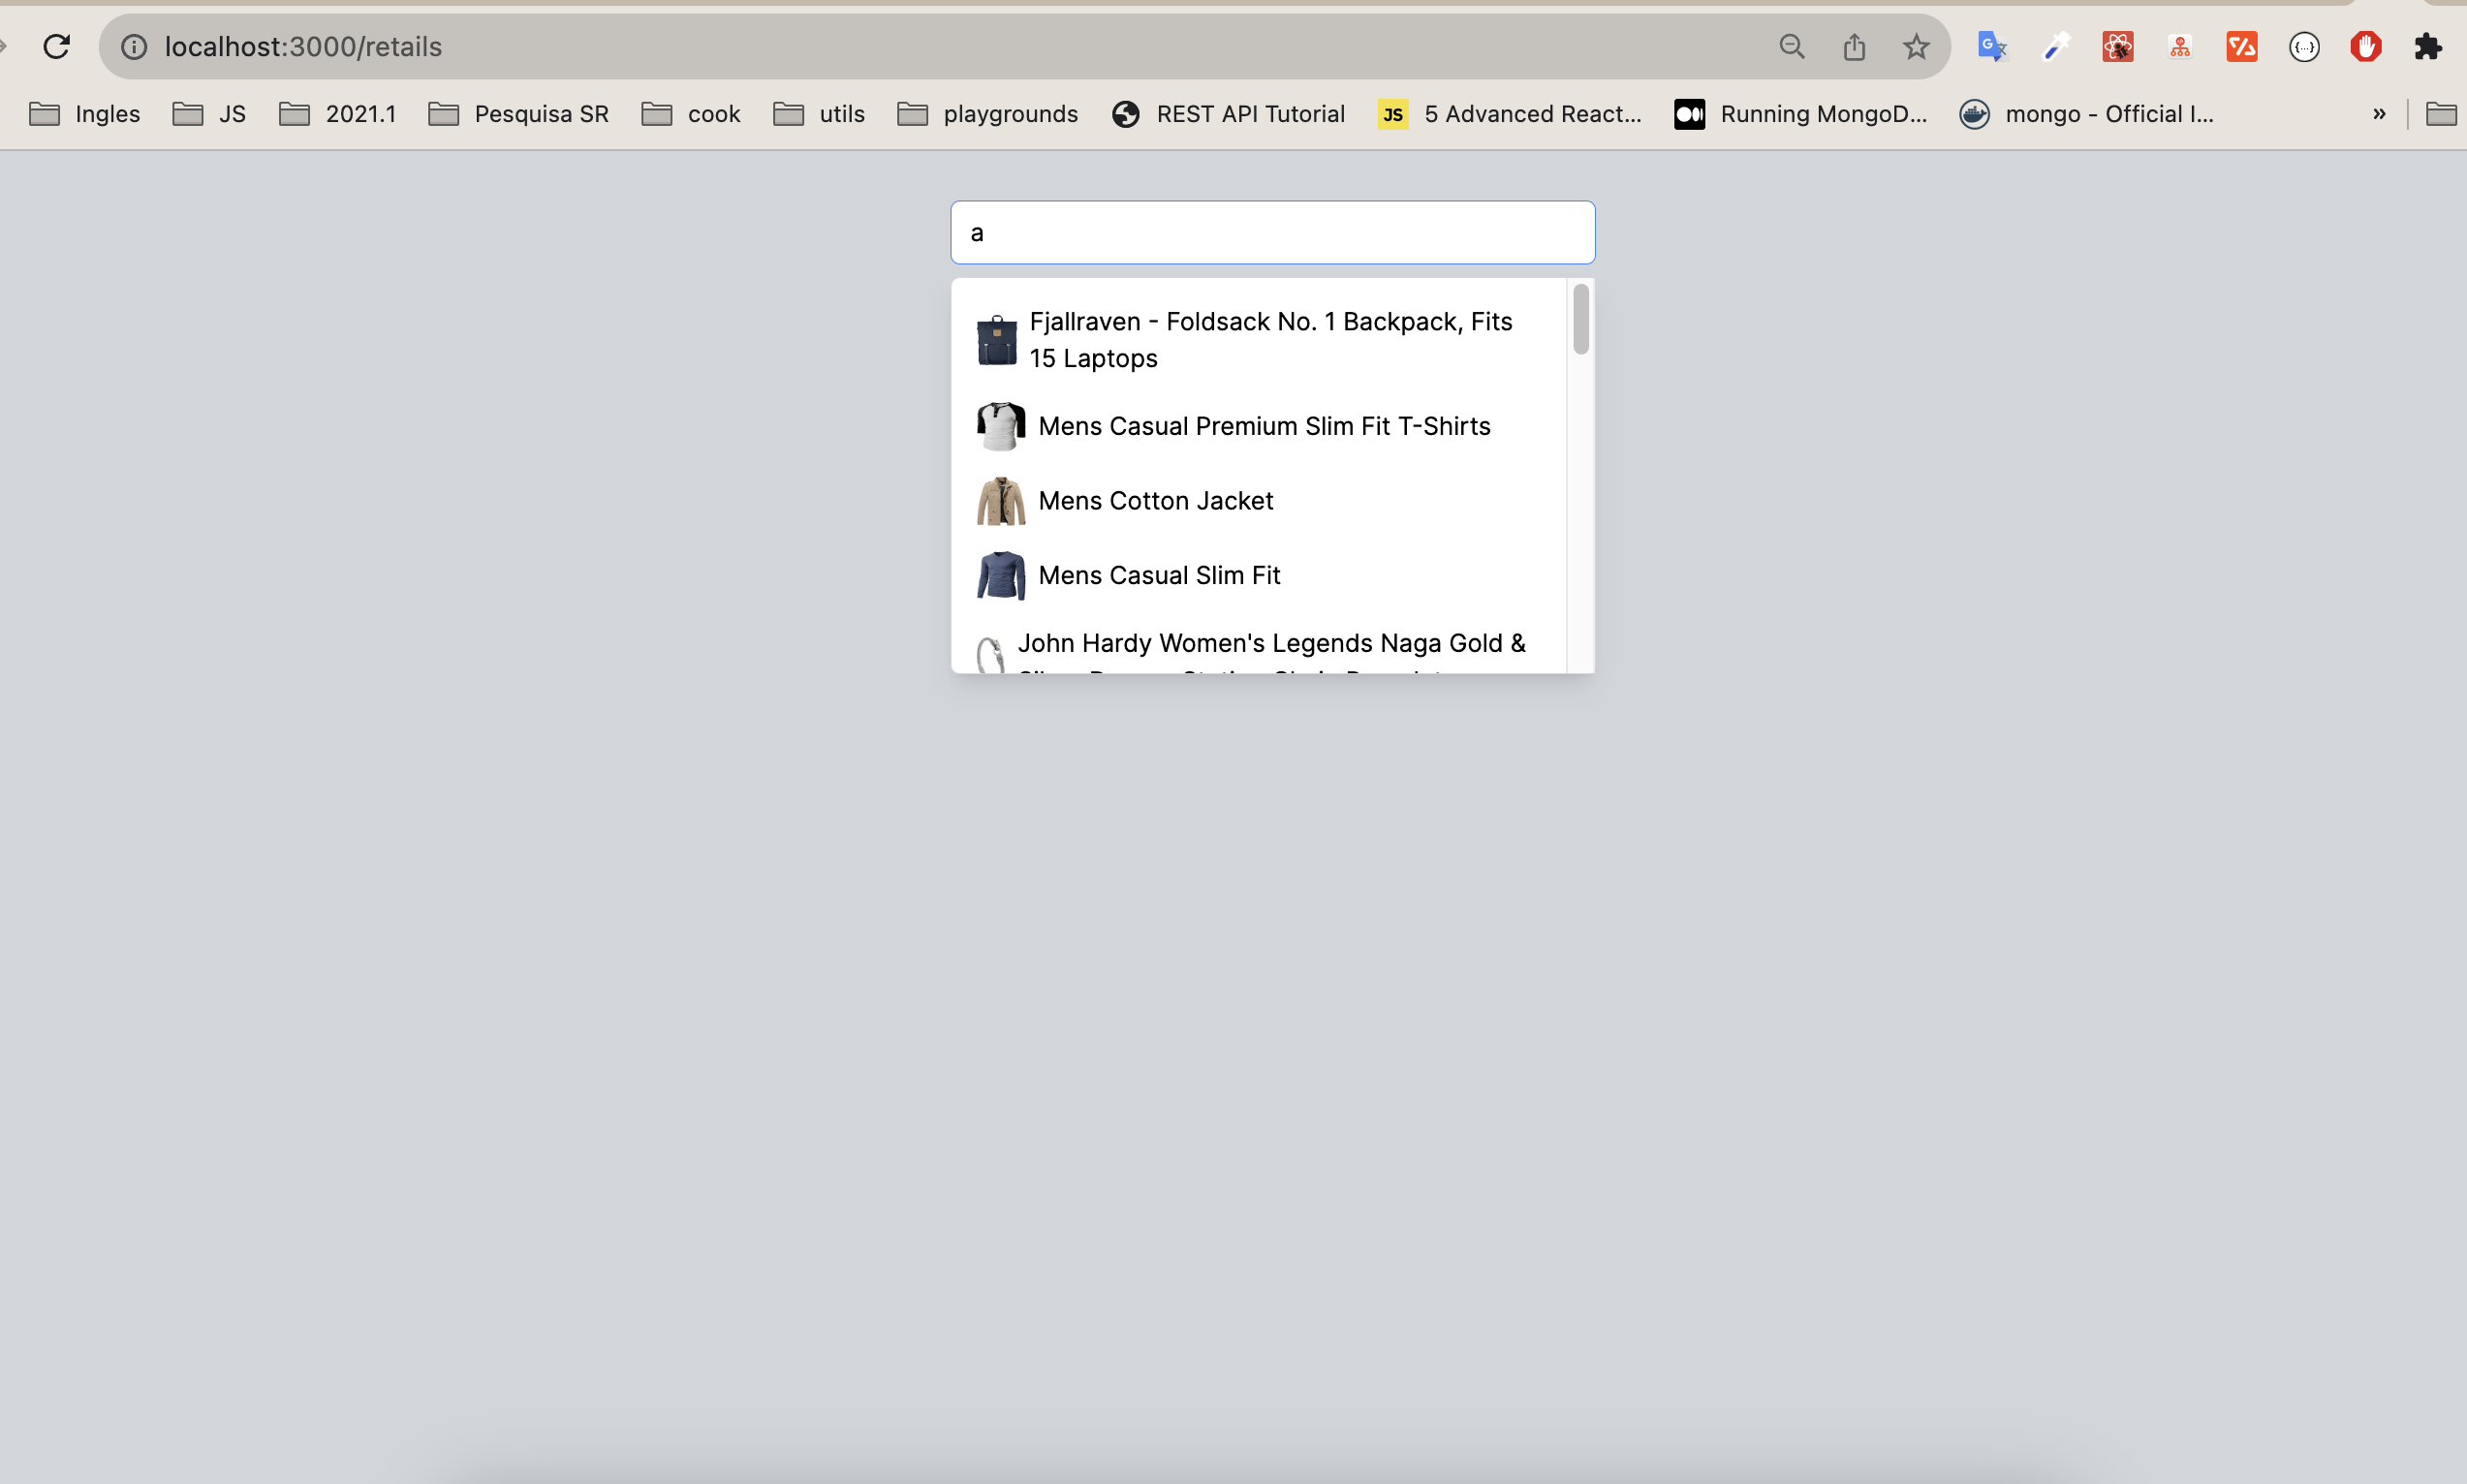 localhost:3000/retails
Ingles JS 2021.1 Pesquisa SR cook utils playgrounds REST API Tutorial JS 5 Advanced React... Running MongoD... mongo - Official I... »
a
Fjallraven - Foldsack No. 1 Backpack, Fits
15 Laptops
Mens Casual Premium Slim Fit T-Shirts
Mens Cotton Jacket
Mens Casual Slim Fit
John Hardy Women's Legends Naga Gold &